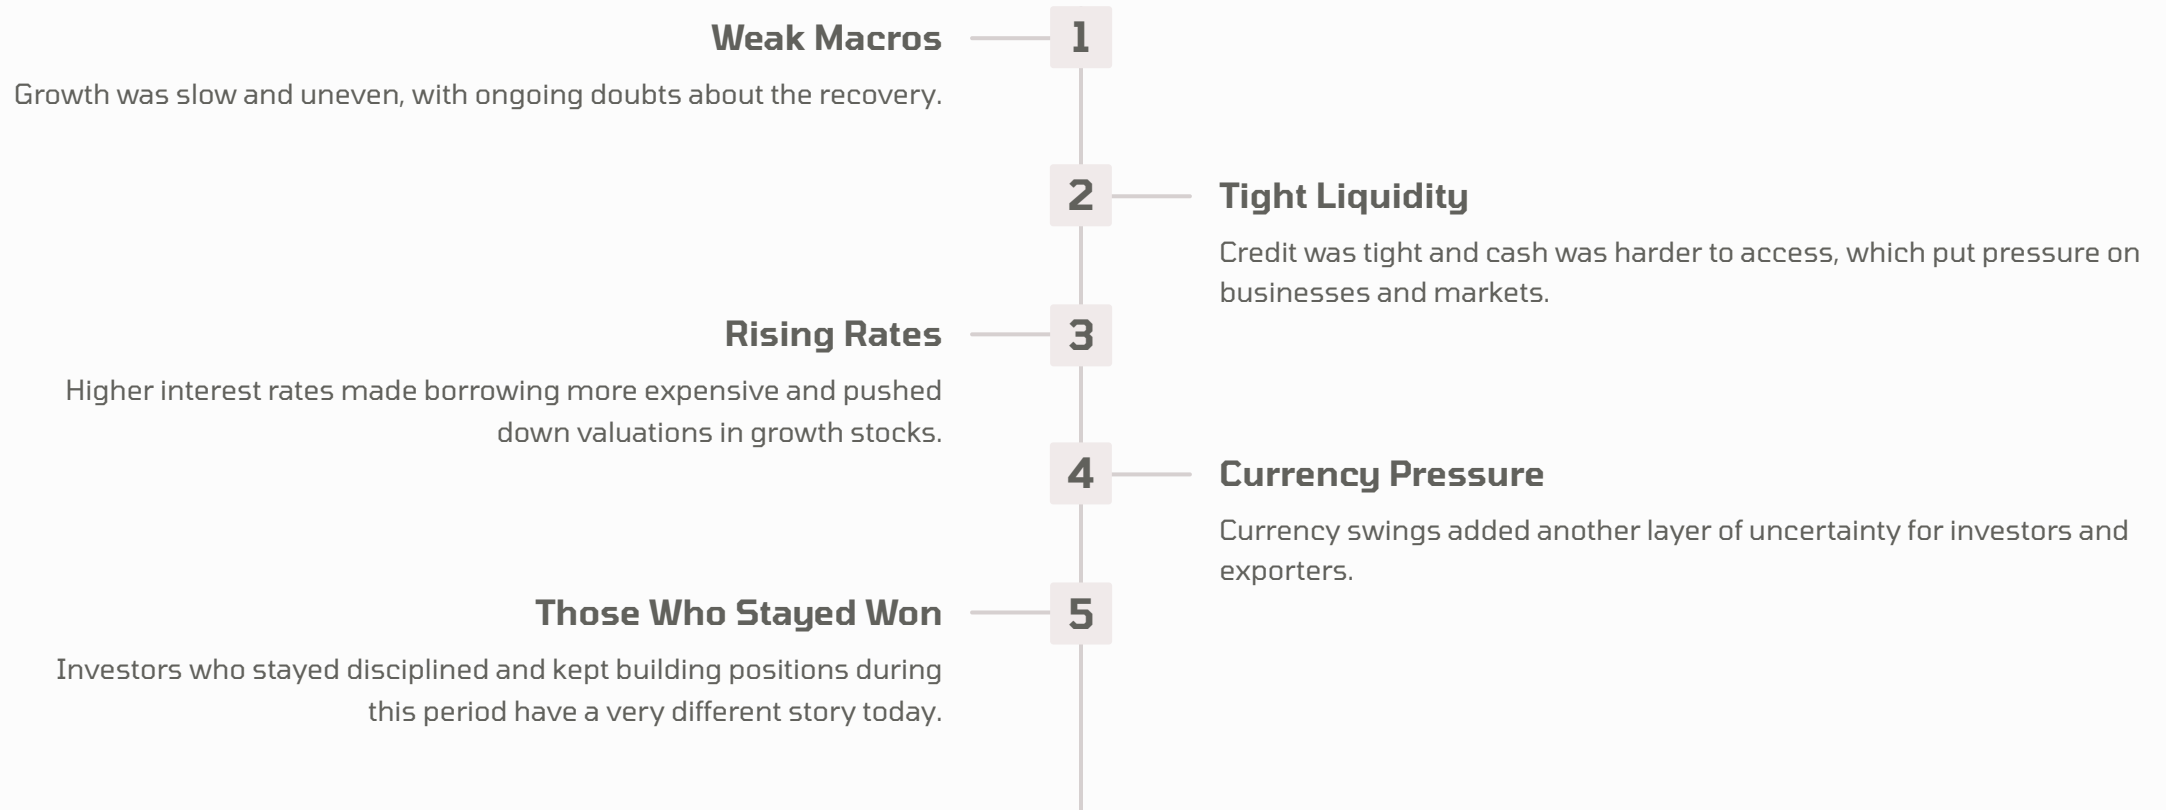 Weak Macros
1
Growth was slow and uneven, with ongoing doubts about the recovery.
2
Tight Liquidity
Credit was tight and cash was harder to access, which put pressure on
businesses and markets.
Rising Rates
3
Higher interest rates made borrowing more expensive and pushed
down valuations in growth stocks.
4
Currency Pressure
Currency swings added another layer of uncertainty for investors and
exporters.
Those Who Stayed Won
5
Investors who stayed disciplined and kept building positions during
this period have a very different story today.